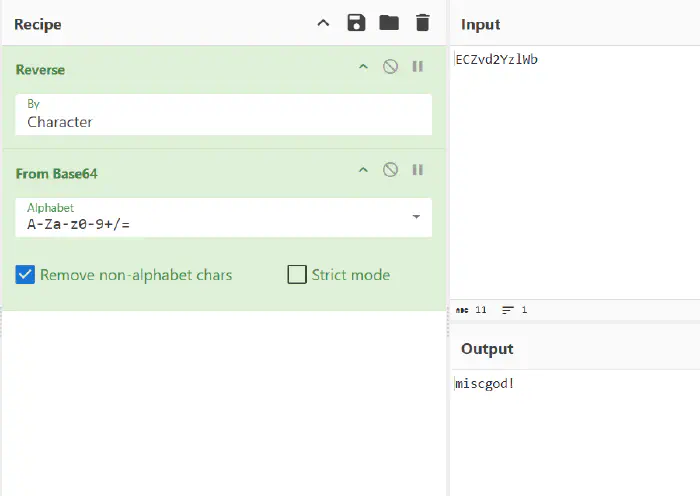 Recipe
Reverse
By
Character
From Base64
Alphabet
A-Za-z0-9+/=
Remove non-alphabet chars
Strict mode
Input
ECZvd2YzlWb
ABC 11
1
Output
miscgod!